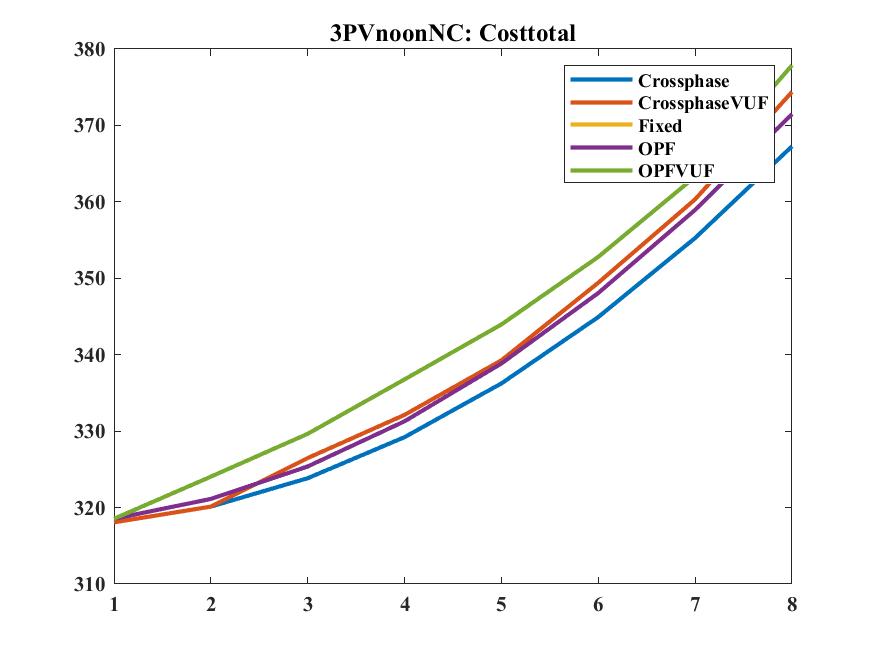 3PVnoonNC: Costtotal
380
370
360
350
340
330
320
310
1 2 3 4 5 6 7 8
Crossphase
CrossphaseVUF
Fixed
OPF
OPFVUF